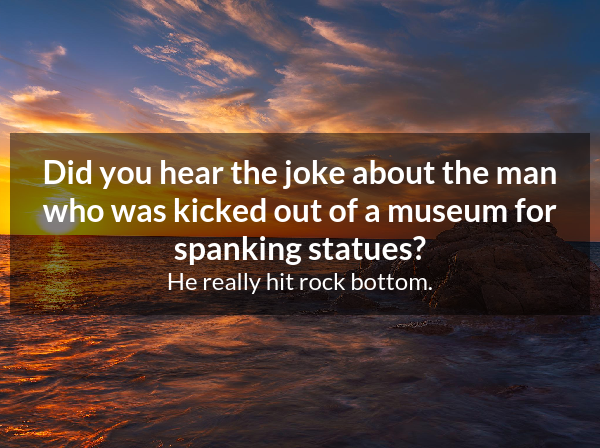 Did you hear the joke about the man
who was kicked out of a museum for
spanking statues?
He really hit rock bottom.